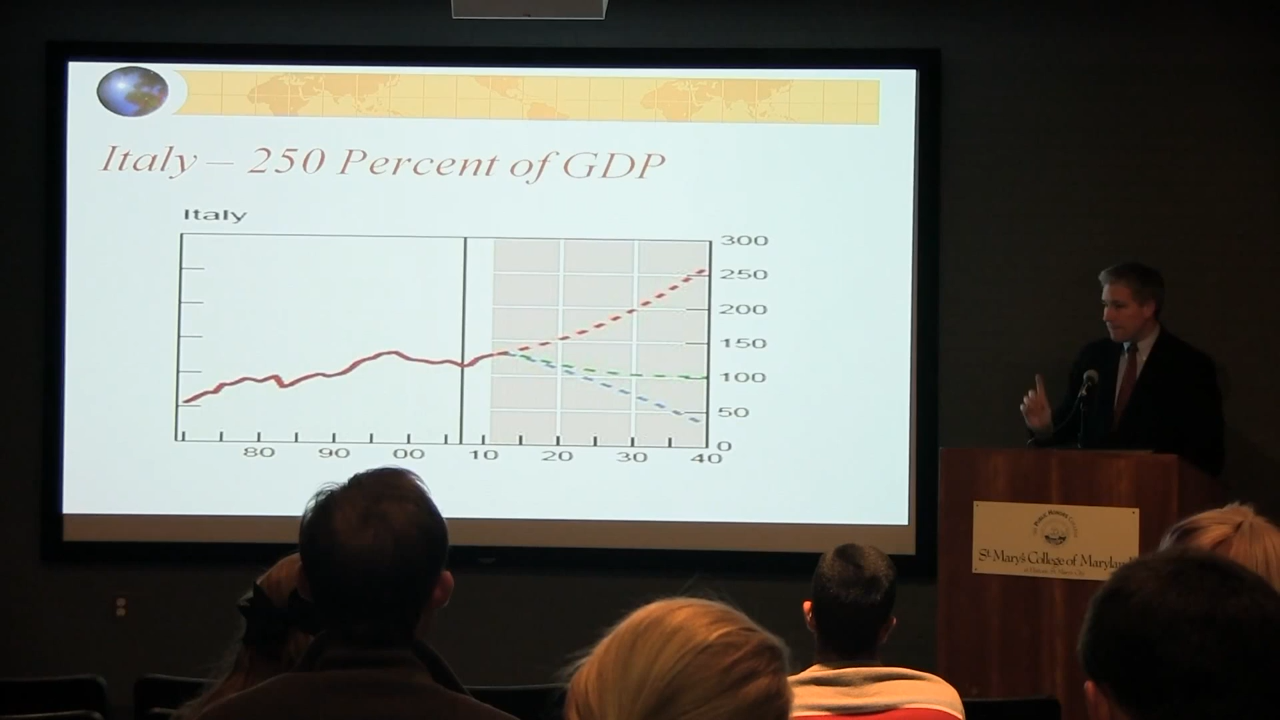 Italy – 250 Percent of GDP
Italy
300
250
200
150
100
50
0
80 90 00 10 20 30 40
St. Mary's College of Maryland